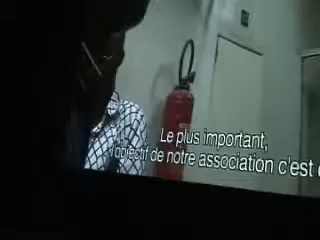 Le plus important,
l'objectif de notre association c'est